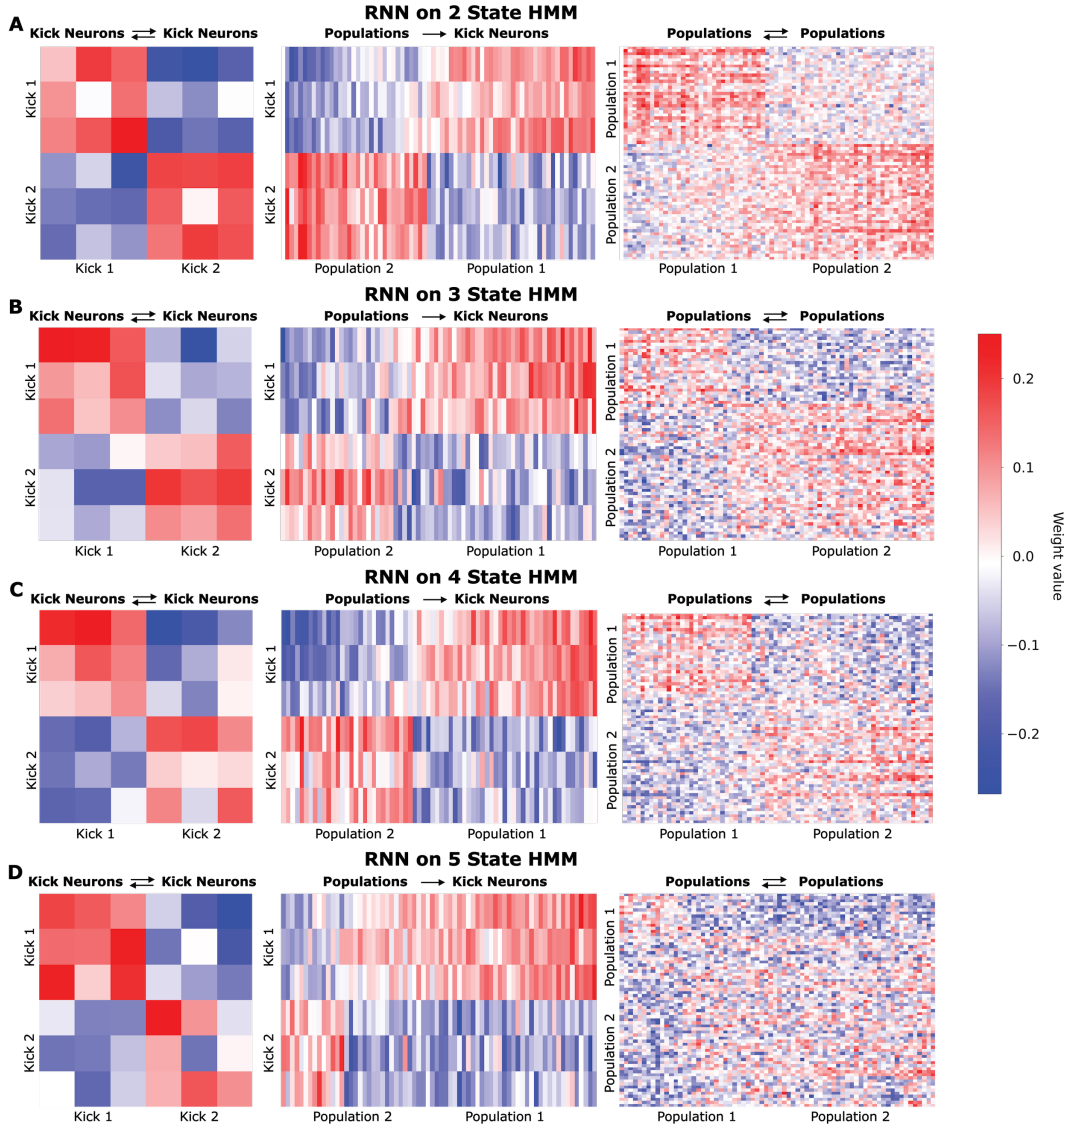 RNN on 2 State HMM
A
Kick Neurons ⇄ Kick Neurons
Populations → Kick Neurons
Populations ⇄ Populations
Kick 1
Kick 2
Kick 1
Kick 2
Kick 1
Kick 2
Population 2
Population 1
Population 1
Population 2
Population 1
Population 2
RNN on 3 State HMM
B
Kick Neurons ⇄ Kick Neurons
Populations → Kick Neurons
Populations ⇄ Populations
Kick 1
Kick 2
Kick 1
Kick 2
Kick 1
Kick 2
Population 2
Population 1
Population 1
Population 2
Population 1
Population 2
RNN on 4 State HMM
C
Kick Neurons ⇄ Kick Neurons
Populations → Kick Neurons
Populations ⇄ Populations
Kick 1
Kick 2
Kick 1
Kick 2
Kick 1
Kick 2
Population 2
Population 1
Population 1
Population 2
Population 1
Population 2
RNN on 5 State HMM
D
Kick Neurons ⇄ Kick Neurons
Populations → Kick Neurons
Populations ⇄ Populations
Kick 1
Kick 2
Kick 1
Kick 2
Kick 1
Kick 2
Population 2
Population 1
Population 1
Population 2
Population 1
Population 2
0.2
0.1
0.0
−0.1
−0.2
Weight value